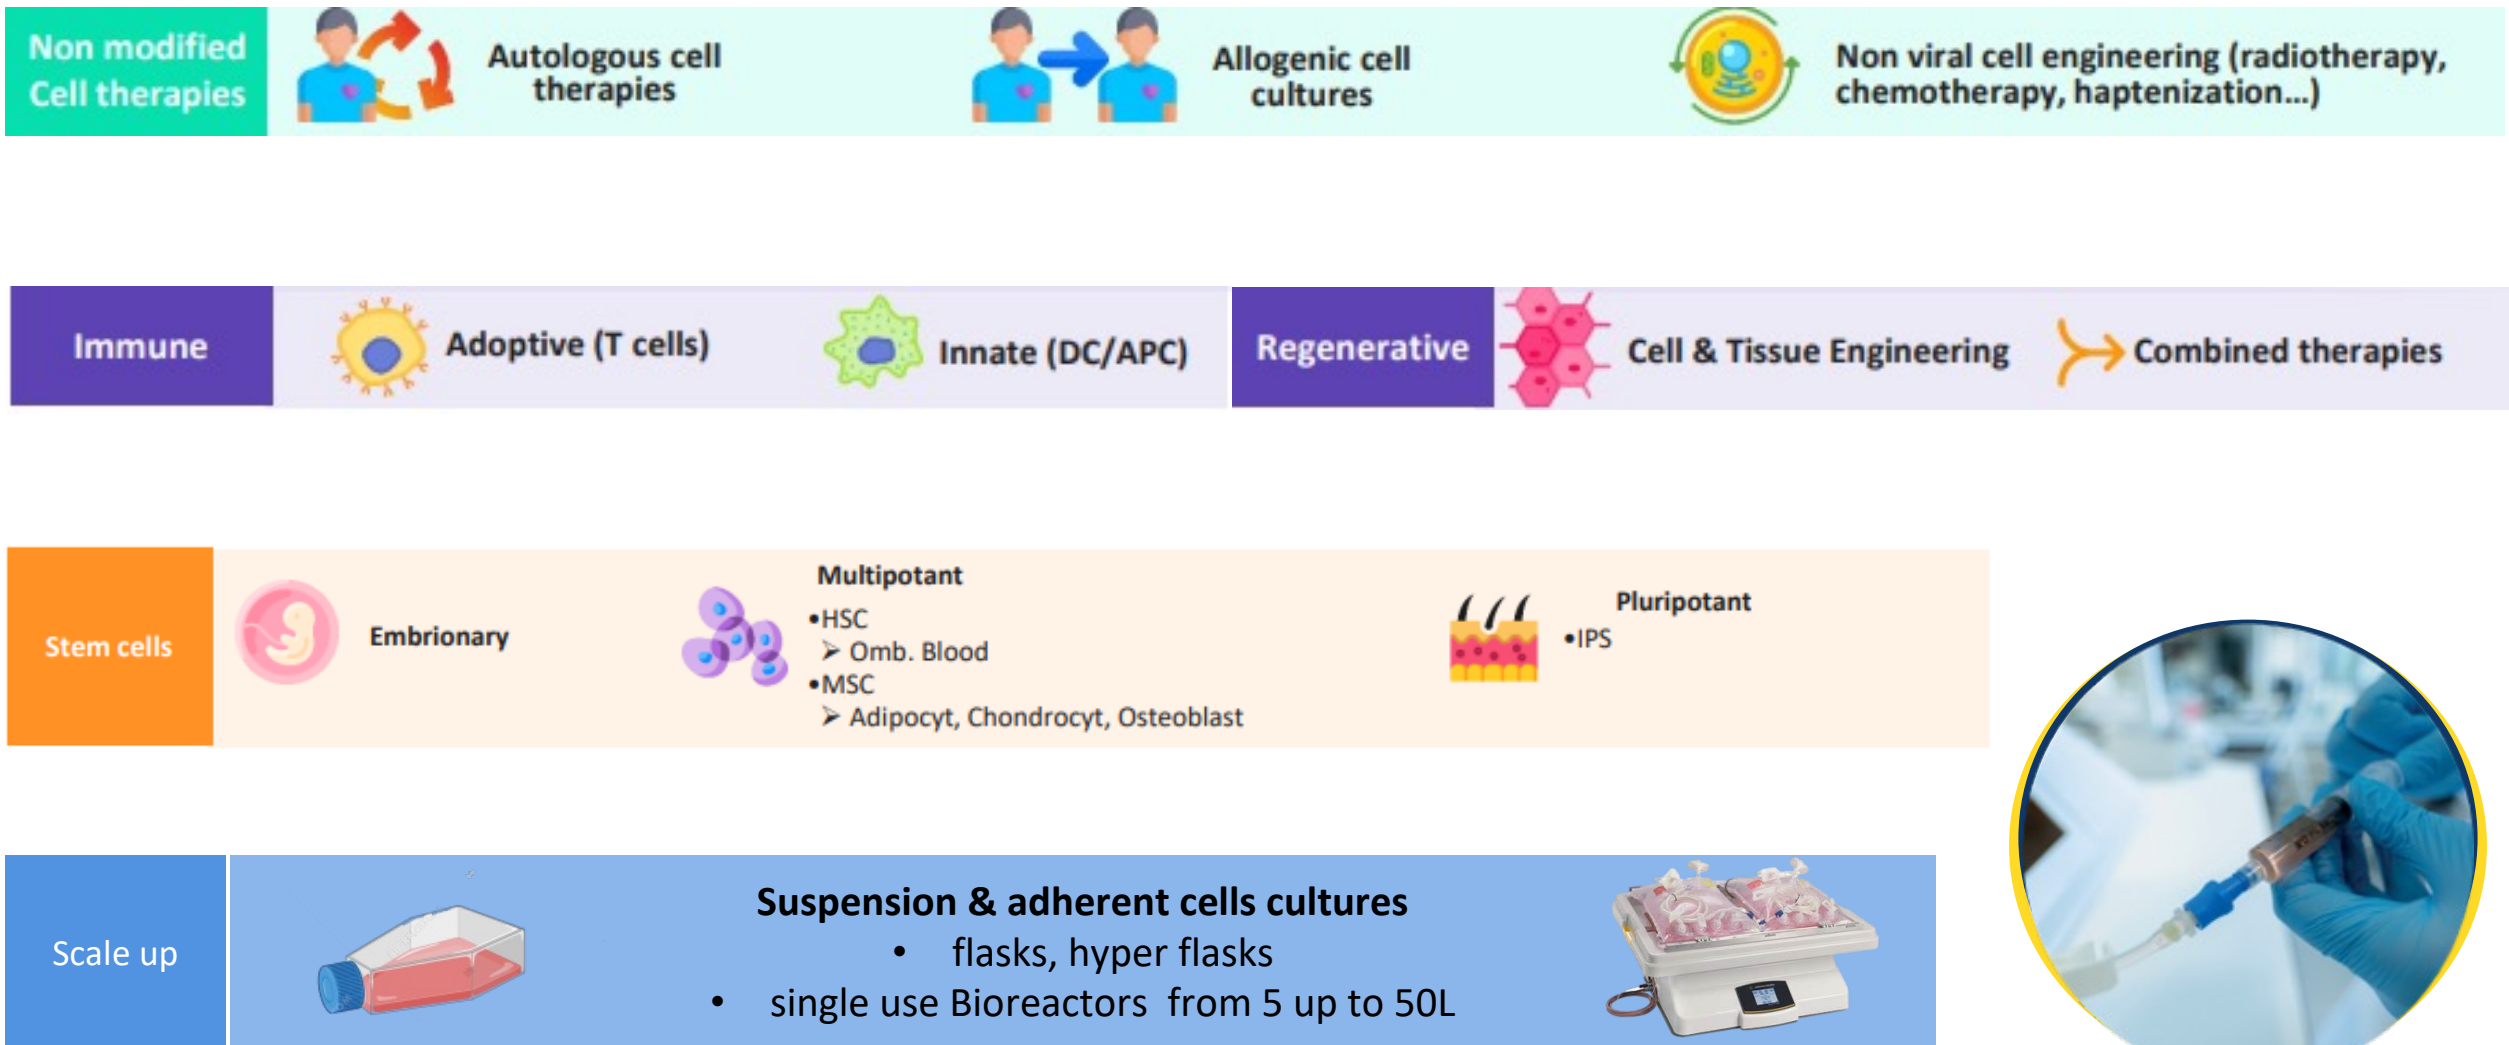 Non modified
Cell therapies
Autologous cell
therapies
Allogenic cell
cultures
Non viral cell engineering (radiotherapy,
chemotherapy, haptenization...)
Immune
Adoptive (T cells)
Innate (DC/APC)
Regenerative
Cell & Tissue Engineering
Combined therapies
Stem cells
Embrionary
Multipotant
•HSC
➢ Omb. Blood
•MSC
➢ Adipocyt, Chondrocyt, Osteoblast
Pluripotant
•IPS
Scale up
Suspension & adherent cells cultures
• flasks, hyper flasks
• single use Bioreactors from 5 up to 50L